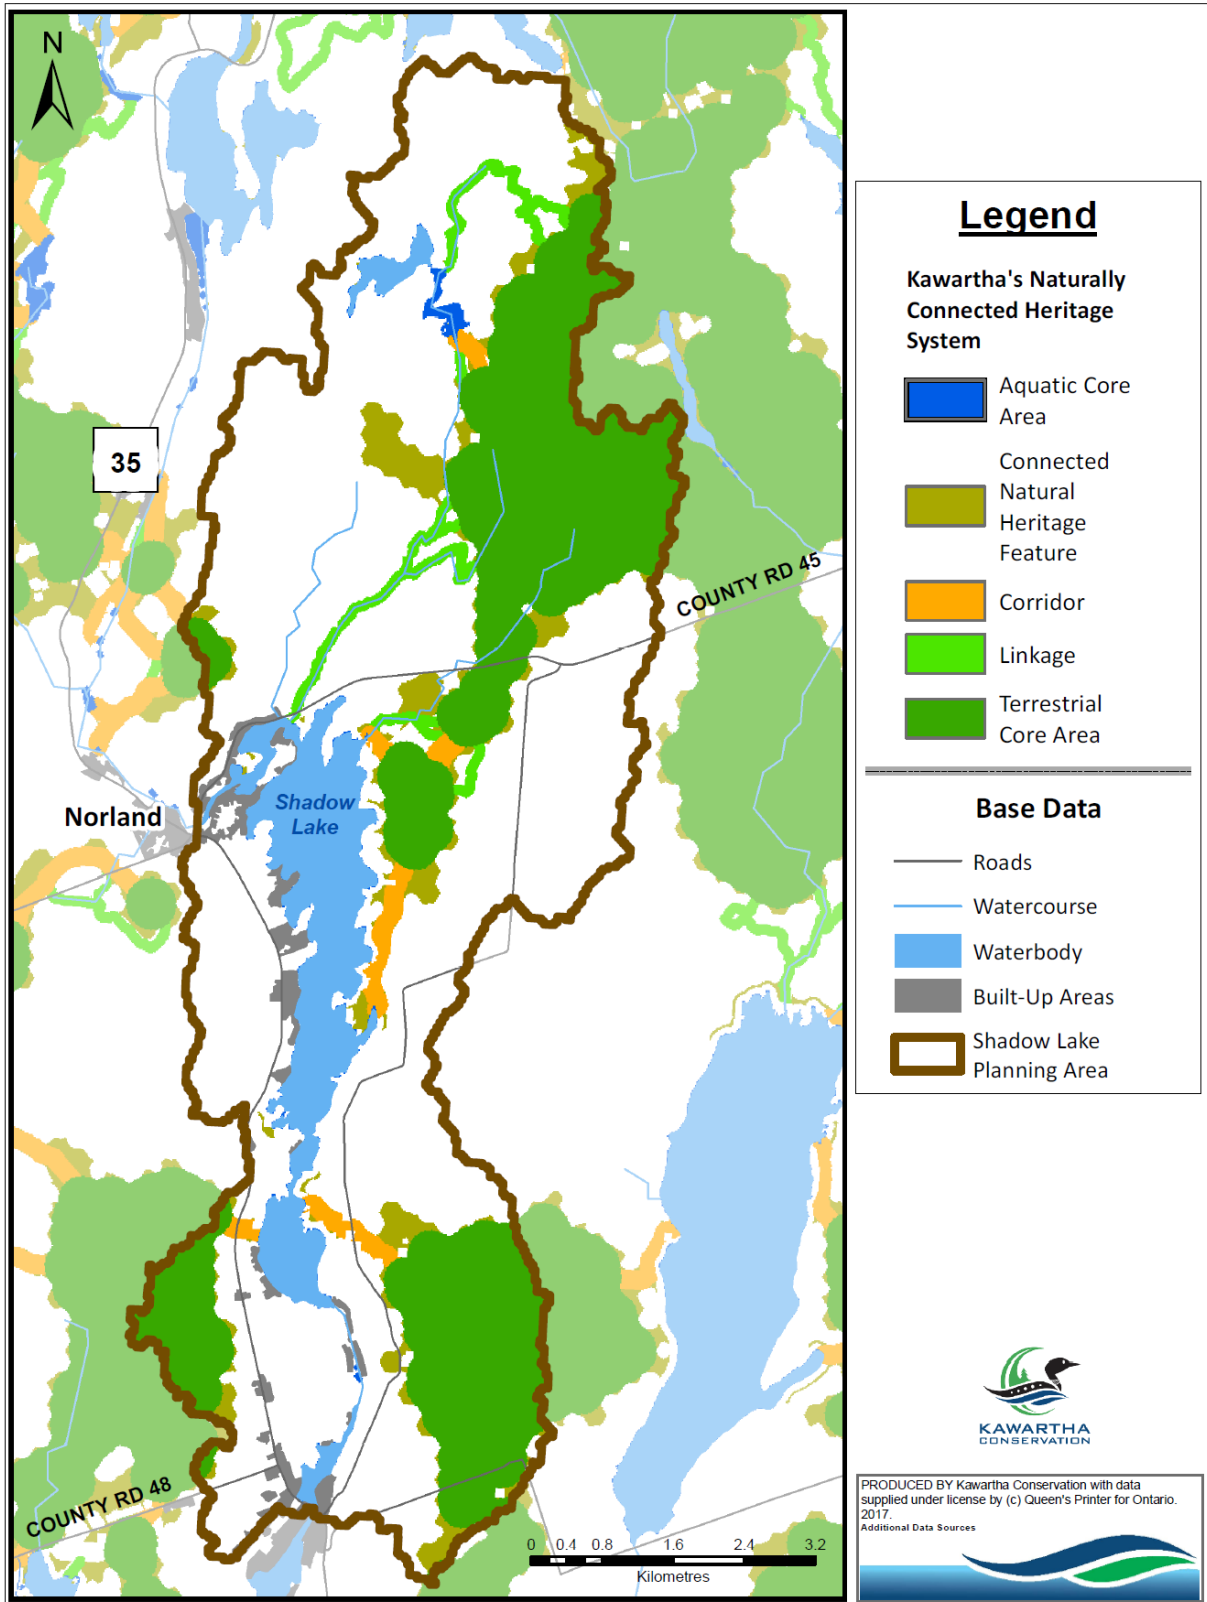 N
35
COUNTY RD 45
Norland
Shadow
Lake
COUNTY RD 48
0 0.4 0.8 1.6 2.4 3.2
Kilometres
Legend
Kawartha's Naturally
Connected Heritage
System
Aquatic Core
Area
Connected
Natural
Heritage
Feature
Corridor
Linkage
Terrestrial
Core Area
Base Data
Roads
Watercourse
Waterbody
Built-Up Areas
Shadow Lake
Planning Area
KAWARTHA
CONSERVATION
PRODUCED BY Kawartha Conservation with data
supplied under license by (c) Queen's Printer for Ontario.
2017.
Additional Data Sources